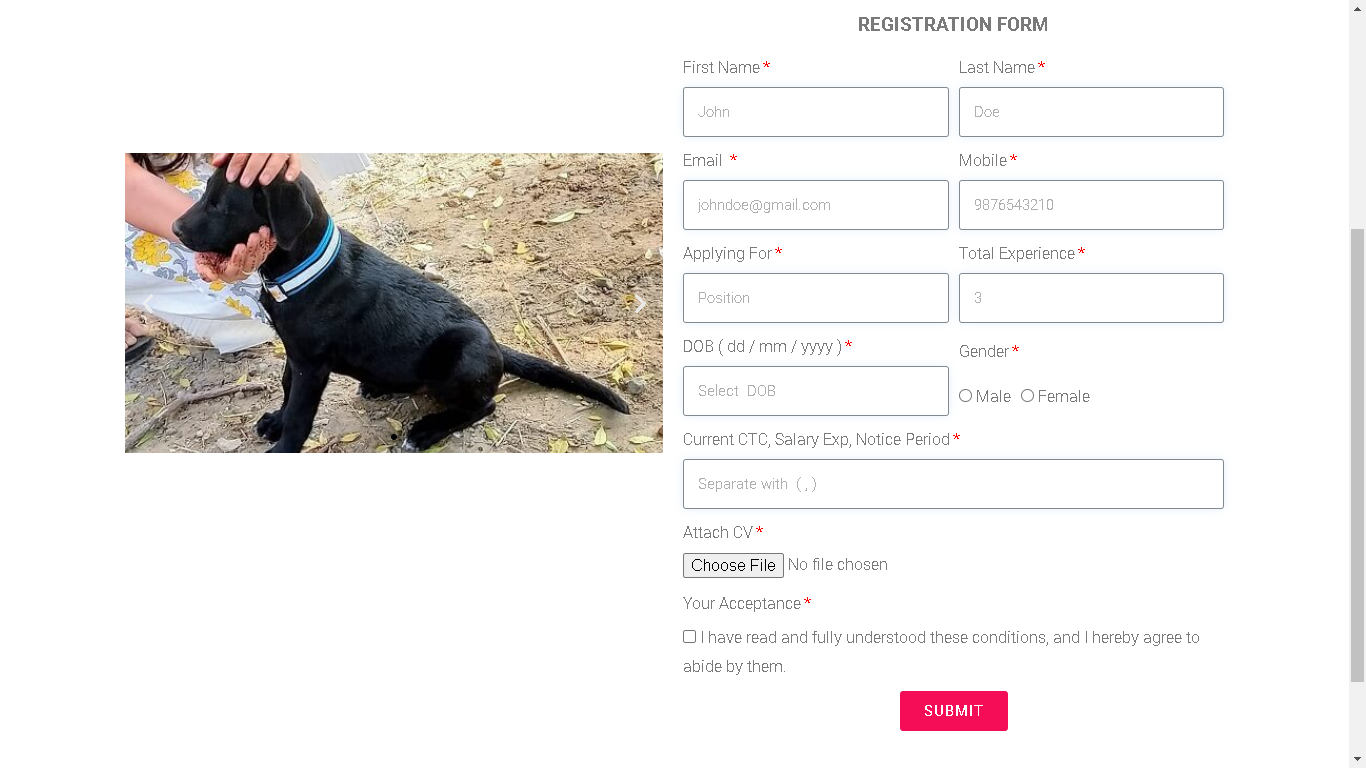 REGISTRATION FORM
First Name *
Last Name *
John
Doe
Email *
Mobile *
johndoe@gmail.com
9876543210
Applying For *
Total Experience *
Position
3
DOB ( dd / mm / yyyy ) *
Gender *
Select DOB
Male Female
Current CTC, Salary Exp, Notice Period *
Separate with ( , )
Attach CV *
Choose File No file chosen
Your Acceptance *
I have read and fully understood these conditions, and I hereby agree to
abide by them.
SUBMIT